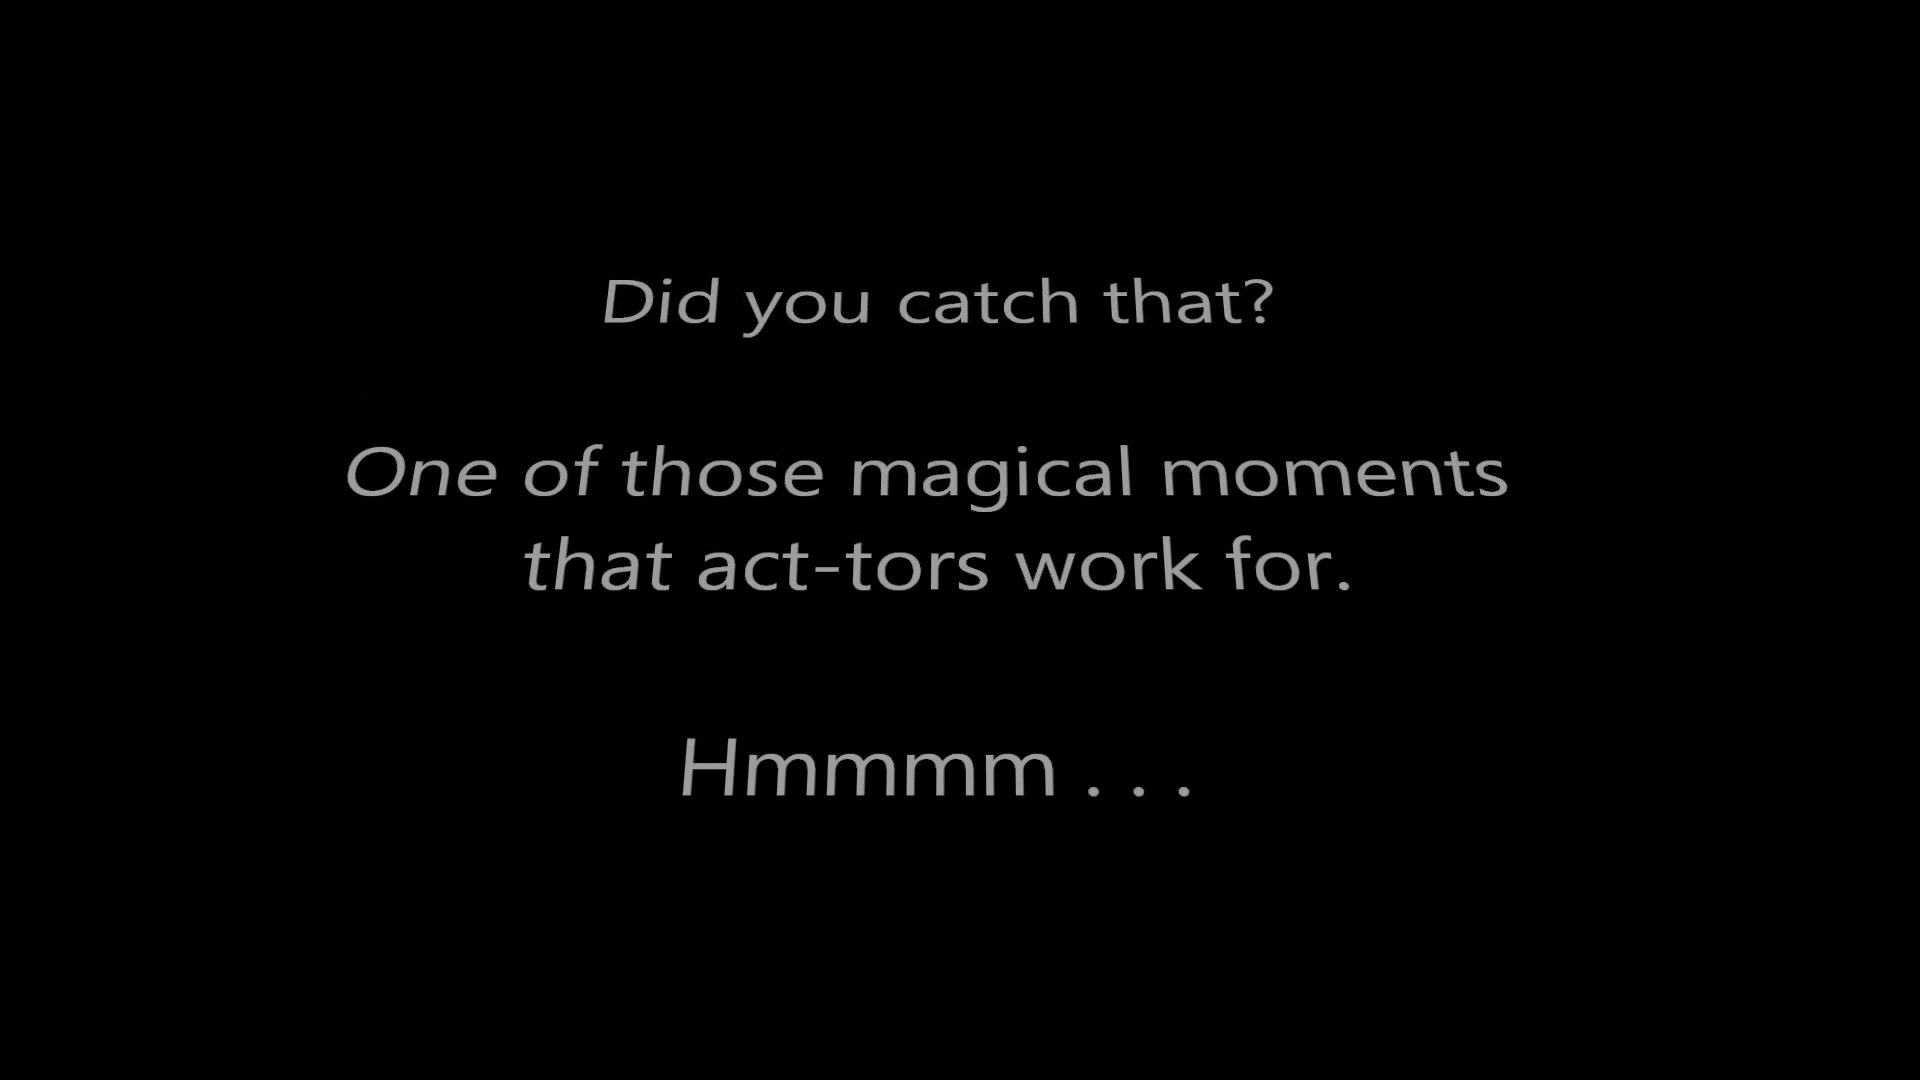 Did you catch that?
One of those magical moments
that act-tors work for.
Hmmmm . . .